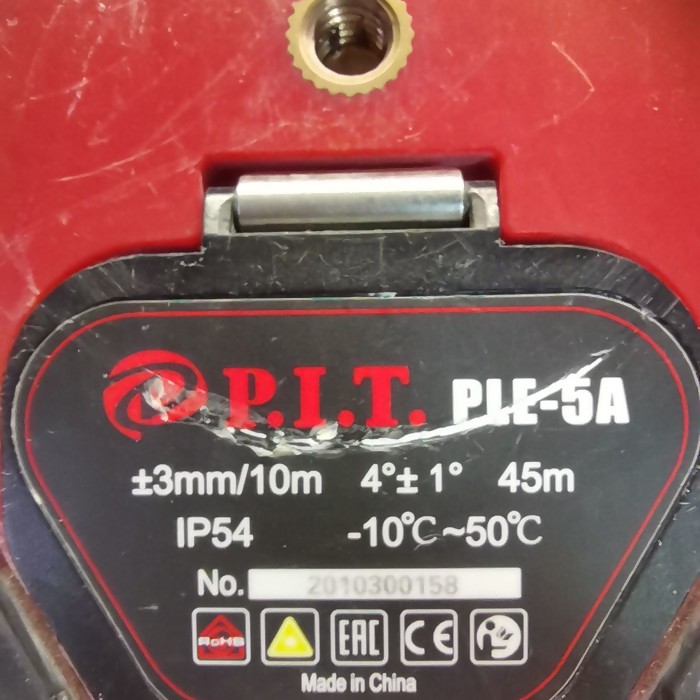 P.I.T. PLE-5A
±3mm/10m 4°± 1° 45m
IP54 -10℃~50℃
No. 2010300158
RoHS EAC CE
Made in China